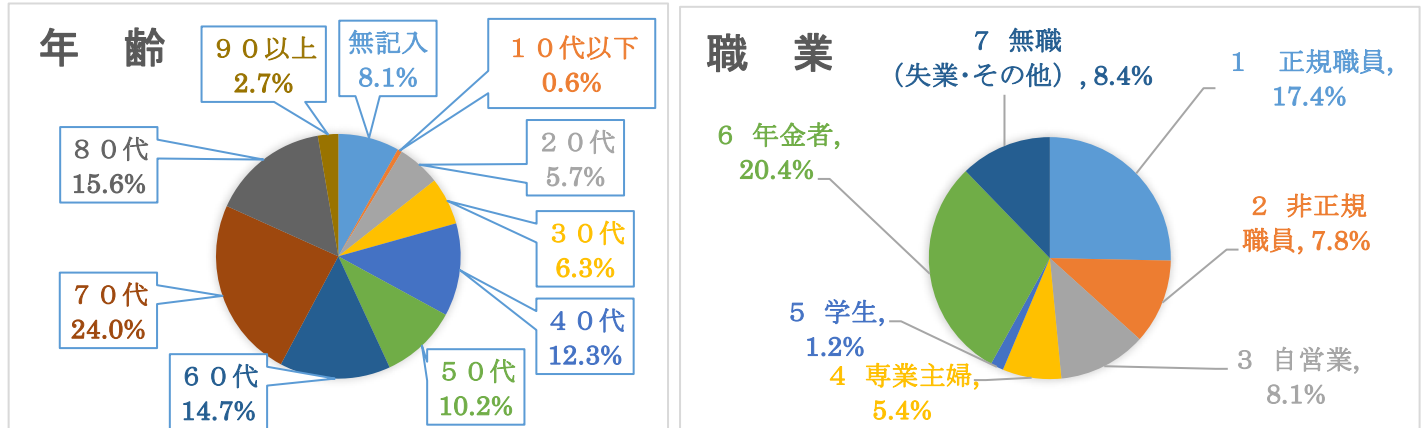 年　齢
９０以上
2.7%
無記入
8.1%
１０代以下
0.6%
２０代
5.7%
３０代
6.3%
４０代
12.3%
５０代
10.2%
６０代
14.7%
７０代
24.0%
８０代
15.6%
職　業
７　無職
（失業･その他）, 8.4%
１　正規職員,
17.4%
２　非正規
職員, 7.8%
３　自営業,
8.1%
４　専業主婦,
5.4%
５　学生,
1.2%
６　年金者,
20.4%